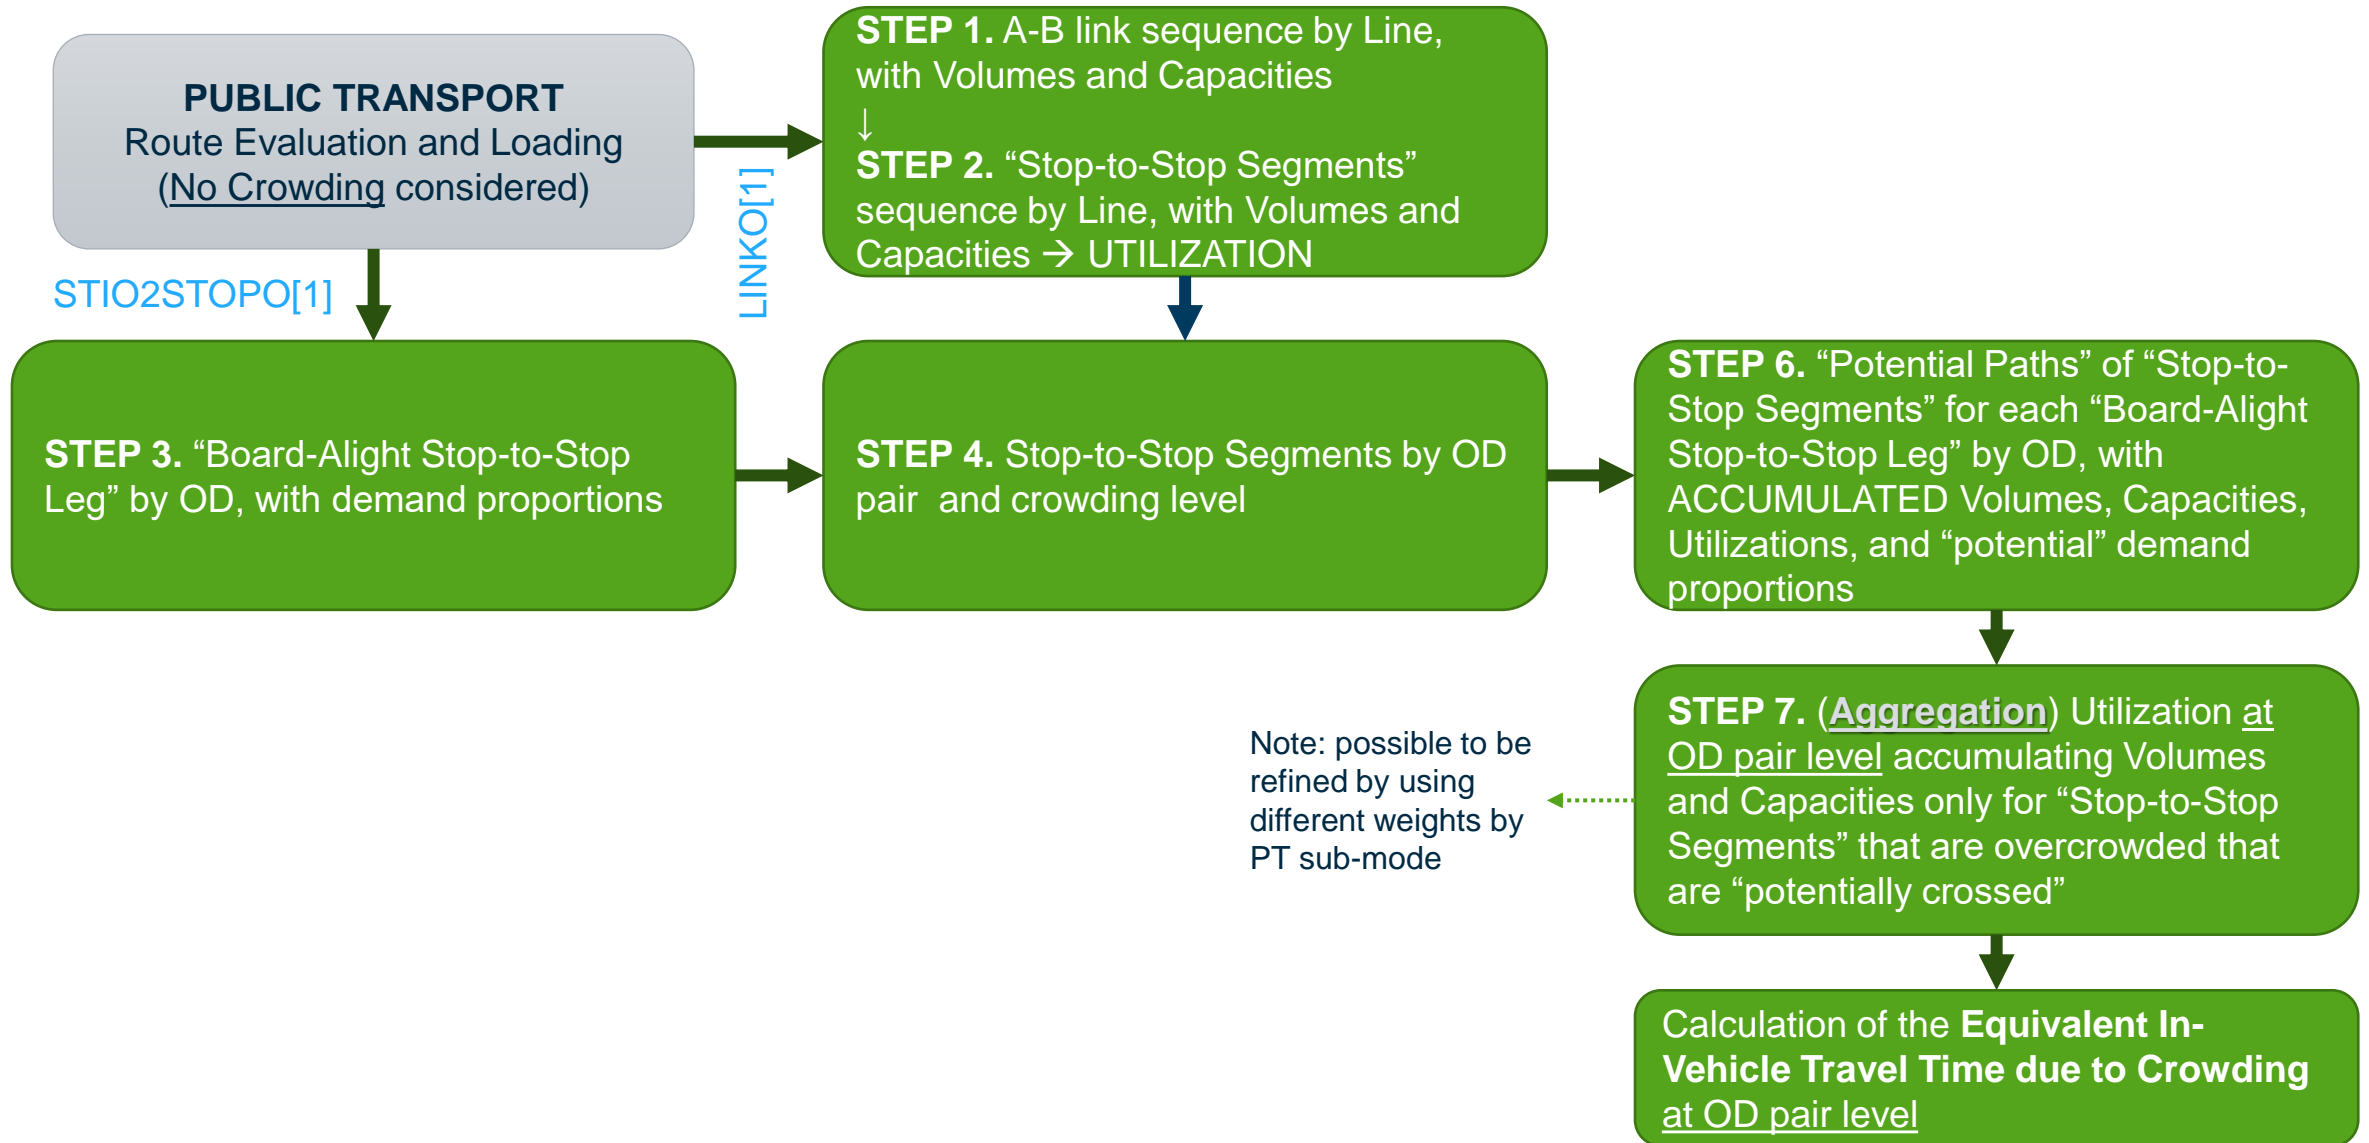 PUBLIC TRANSPORT
Route Evaluation and Loading
(No Crowding considered)
STEP 1. A-B link sequence by Line,
with Volumes and Capacities
↓
STEP 2. “Stop-to-Stop Segments”
sequence by Line, with Volumes and
Capacities → UTILIZATION
STIO2STOPO[1]
LINKO[1]
STEP 3. “Board-Alight Stop-to-Stop
Leg” by OD, with demand proportions
STEP 4. Stop-to-Stop Segments by OD
pair  and crowding level
STEP 6. “Potential Paths” of “Stop-to-
Stop Segments” for each “Board-Alight
Stop-to-Stop Leg” by OD, with
ACCUMULATED Volumes, Capacities,
Utilizations, and “potential” demand
proportions
STEP 7. (Aggregation) Utilization at
OD pair level accumulating Volumes
and Capacities only for “Stop-to-Stop
Segments” that are overcrowded that
are “potentially crossed”
Note: possible to be
refined by using
different weights by
PT sub-mode
Calculation of the Equivalent In-
Vehicle Travel Time due to Crowding
at OD pair level